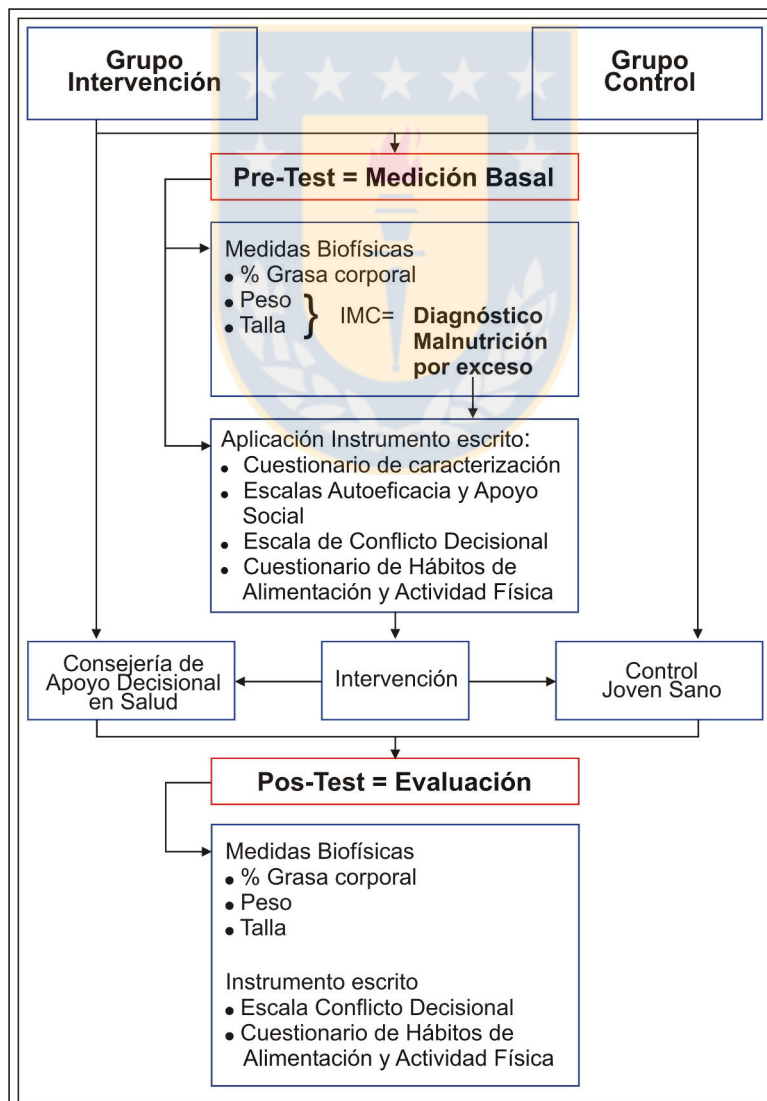 Grupo
Intervención
Grupo
Control
Pre-Test = Medición Basal
Medidas Biofísicas
• % Grasa corporal
• Peso
• Talla
} IMC=
Diagnóstico
Malnutrición
por exceso
Aplicación Instrumento escrito:
• Cuestionario de caracterización
• Escalas Autoeficacia y Apoyo
Social
• Escala de Conflicto Decisional
• Cuestionario de Hábitos de
Alimentación y Actividad Física
Consejería de
Apoyo Decisional
en Salud
Intervención
Control
Joven Sano
Pos-Test = Evaluación
Medidas Biofísicas
• % Grasa corporal
• Peso
• Talla
Instrumento escrito
• Escala Conflicto Decisional
• Cuestionario de Hábitos de
Alimentación y Actividad Física